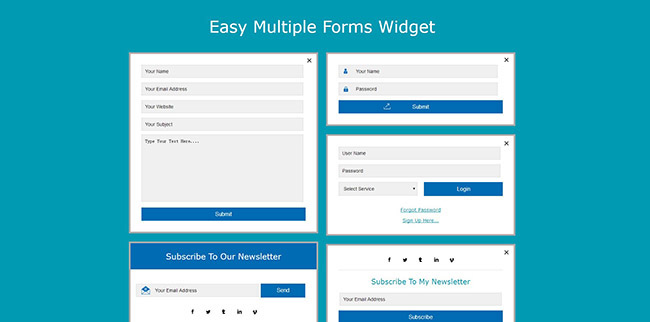 Easy Multiple Forms Widget
Your Name
Your Email Address
Your Website
Your Subject
Type Your Text Here....
Submit
Your Name
Password
Submit
User Name
Password
Select Service
Login
Forgot Password
Sign Up Here...
Subscribe To Our Newsletter
Your Email Address
Send
Subscribe To My Newsletter
Your Email Address
Subscribe